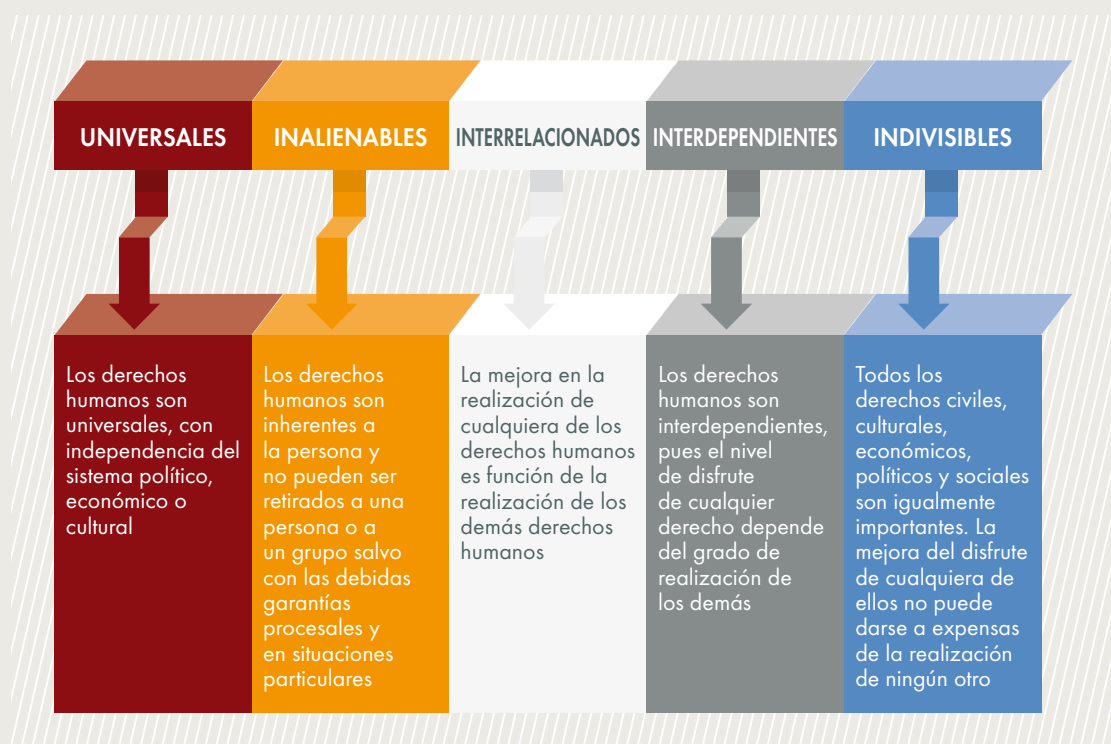 UNIVERSALES
INALIENABLES
INTERRELACIONADOS
INTERDEPENDIENTES
INDIVISIBLES
Los derechos
humanos son
universales, con
independencia del
sistema político,
económico o
cultural
Los derechos
humanos son
inherentes a
la persona y
no pueden ser
retirados a una
persona o a
un grupo salvo
con las debidas
garantías
procesales y
en situaciones
particulares
La mejora en la
realización de
cualquiera de los
derechos humanos
es función de la
realización de los
demás derechos
humanos
Los derechos
humanos son
interdependientes,
pues el nivel
de disfrute
de cualquier
derecho depende
del grado de
realización de
los demás
Todos los
derechos civiles,
culturales,
económicos,
políticos y sociales
son igualmente
importantes. La
mejora del disfrute
de cualquiera de
ellos no puede
darse a expensas
de la realización
de ningún otro